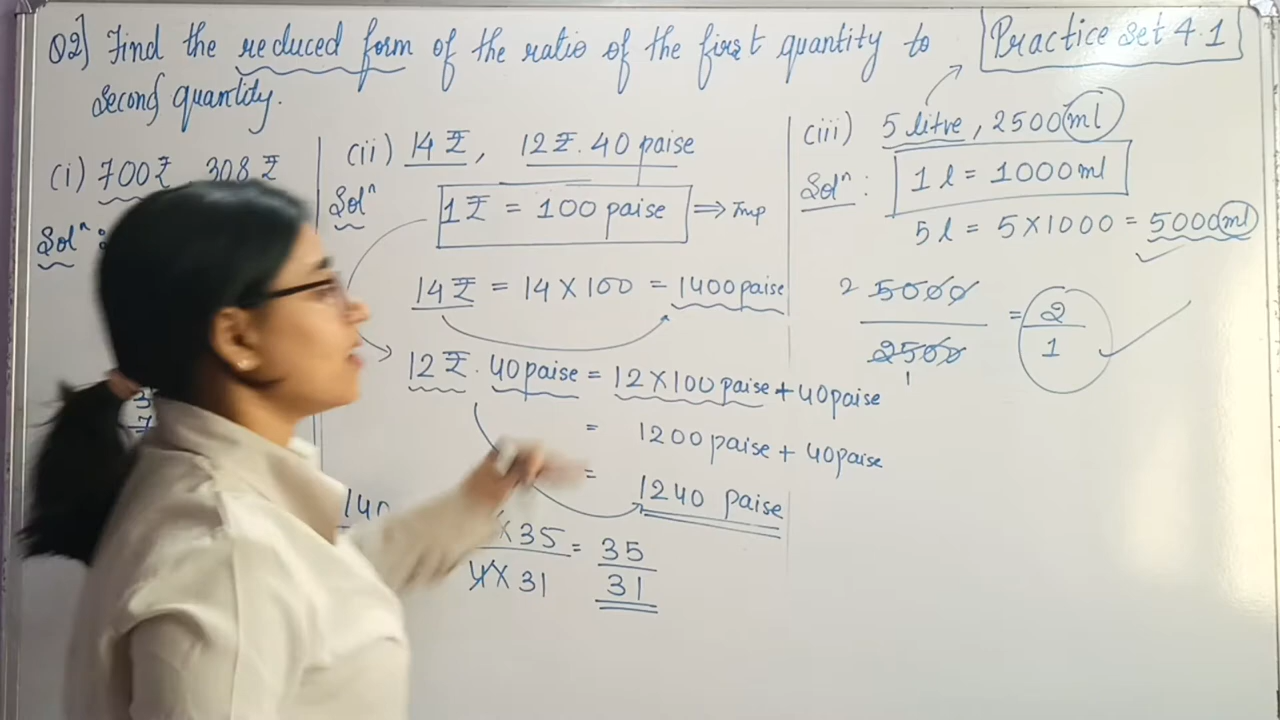 Q2] Find the reduced form of the ratio of the first quantity to
second quantity.
Practice Set 4.1
(i) 700₹ 308 ₹
Solⁿ :
(ii) 14 ₹, 12 ₹. 40 paise
Solⁿ
1 ₹ = 100 paise ⇒ Imp
14 ₹ = 14 × 100 = 1400 paise
12 ₹. 40 paise = 12 × 100 paise + 40 paise
= 1200 paise + 40 paise
= 1240 paise
× 35 = 35
4 × 31 31
(iii) 5 litre, 2500 ml
Solⁿ : 1 l = 1000 ml
5 l = 5 × 1000 = 5000 ml
2 5000 = 2
2500 1
1